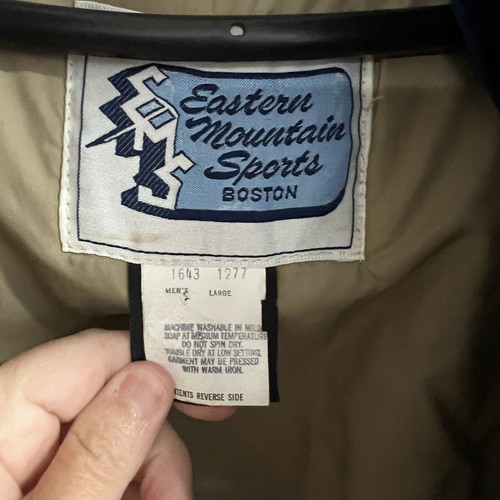 EMS
Eastern
Mountain
Sports
BOSTON
1643 1277
MEN'S LARGE
MACHINE WASHABLE IN MILD
SOAP AT MEDIUM TEMPERATURE
DO NOT SPIN DRY.
TUMBLE DRY AT LOW SETTING.
GARMENT MAY BE PRESSED
WITH WARM IRON.
REVERSE SIDE